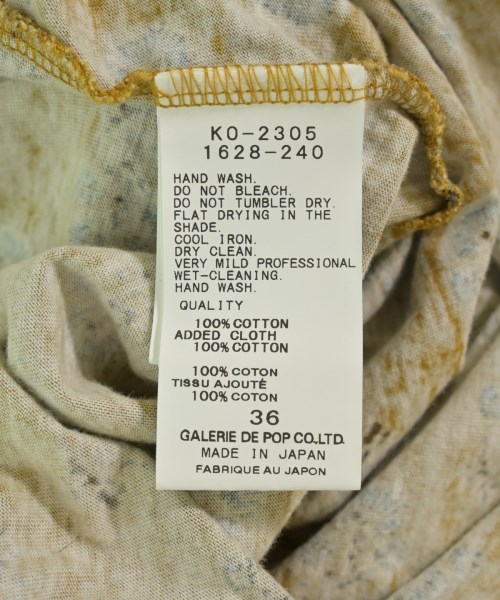 KO-2305
1628-240
HAND WASH.
DO NOT BLEACH.
DO NOT TUMBLER DRY.
FLAT DRYING IN THE
SHADE.
COOL IRON.
DRY CLEAN.
VERY MILD PROFESSIONAL
WET-CLEANING.
HAND WASH.
QUALITY
100% COTTON
ADDED CLOTH
100% COTTON
100% COTON
TISSU AJOUTÉ
100% COTON
36
GALERIE DE POP CO.LTD.
MADE IN JAPAN
FABRIQUE AU JAPON